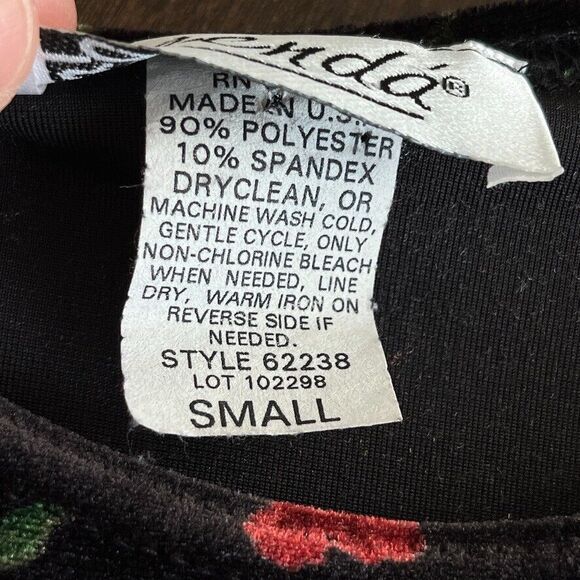 endá®
RN
MADE IN U.S.
90% POLYESTER
10% SPANDEX
DRYCLEAN, OR
MACHINE WASH COLD,
GENTLE CYCLE, ONLY
NON-CHLORINE BLEACH
WHEN NEEDED, LINE
DRY, WARM IRON ON
REVERSE SIDE IF
NEEDED.
STYLE 62238
LOT 102298
SMALL